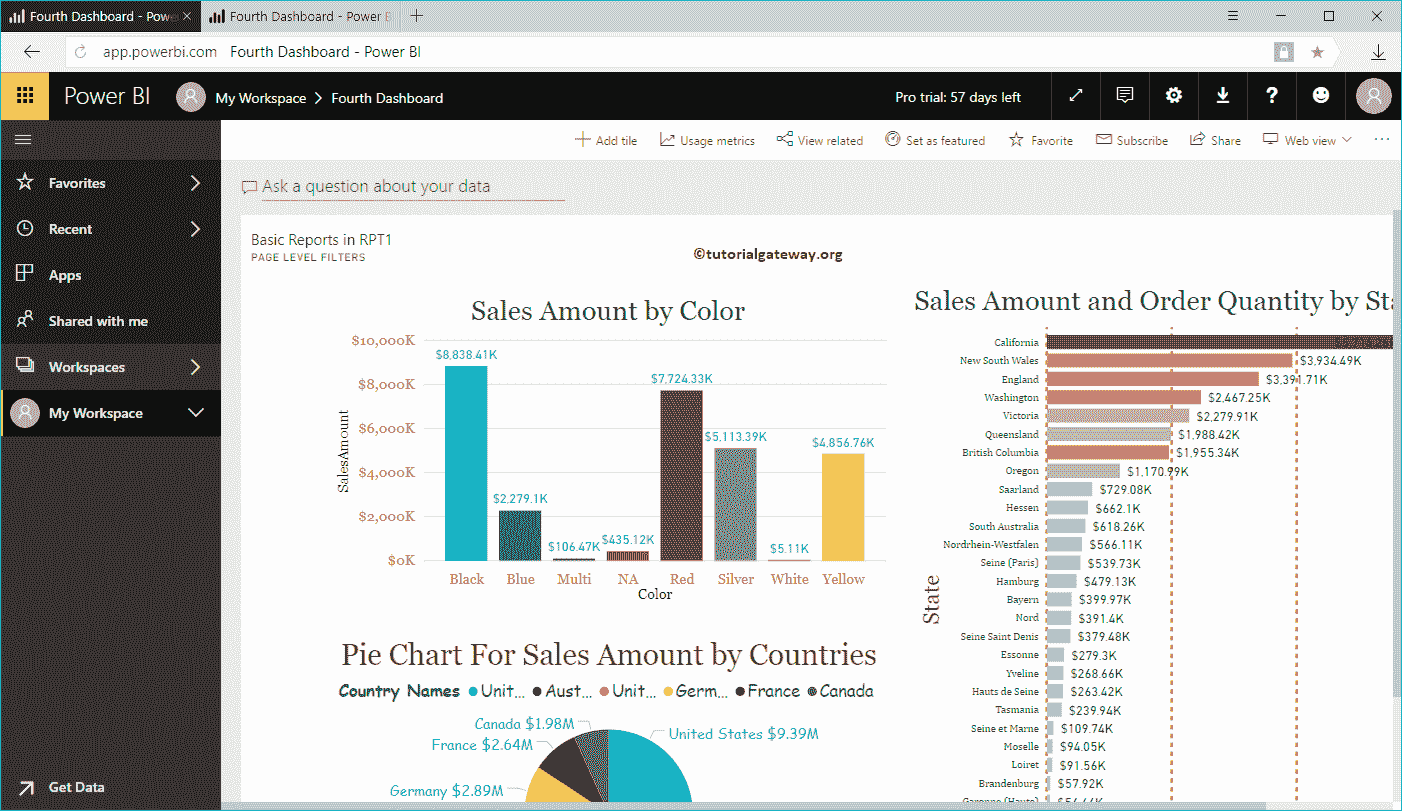 Fourth Dashboard - Pow
Fourth Dashboard - Power B
app.powerbi.com Fourth Dashboard - Power BI
Power BI My Workspace > Fourth Dashboard
Pro trial: 57 days left
Add tile Usage metrics View related Set as featured Favorite Subscribe Share Web view
Favorites
Recent
Apps
Shared with me
Workspaces
My Workspace
Get Data
Ask a question about your data
Basic Reports in RPT1
PAGE LEVEL FILTERS
©tutorialgateway.org
Sales Amount by Color
SalesAmount
$10,000K
$8,000K
$6,000K
$4,000K
$2,000K
$0K
$8,838.41K
$2,279.1K
$106.47K
$435.12K
$7,724.33K
$5,113.39K
$5.11K
$4,856.76K
Black Blue Multi NA Red Silver White Yellow
Color
Pie Chart For Sales Amount by Countries
Country Names Unit... Aust... Unit... Germ... France Canada
Canada $1.98M
France $2.64M
Germany $2.89M
United States $9.39M
Sales Amount and Order Quantity by Sta
State
California
New South Wales $3,934.49K
England $3,391.71K
Washington $2,467.25K
Victoria $2,279.91K
Queensland $1,988.42K
British Columbia $1,955.34K
Oregon $1,170.99K
Saarland $729.08K
Hessen $662.1K
South Australia $618.26K
Nordrhein-Westfalen $566.11K
Seine (Paris) $539.73K
Hamburg $479.13K
Bayern $399.97K
Nord $391.4K
Seine Saint Denis $379.48K
Essonne $279.3K
Yveline $268.66K
Hauts de Seine $263.42K
Tasmania $239.94K
Seine et Marne $109.74K
Moselle $94.05K
Loiret $91.56K
Brandenburg $57.92K